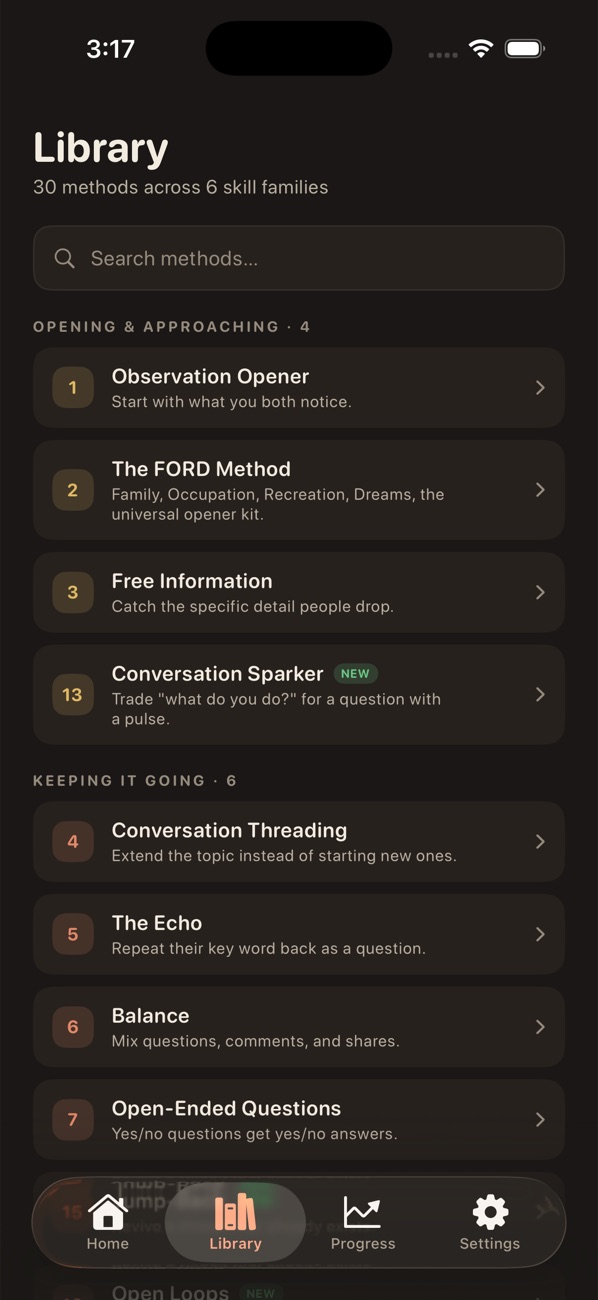 3:17
Library
30 methods across 6 skill families
Search methods...
OPENING & APPROACHING · 4
1
Observation Opener
Start with what you both notice.
2
The FORD Method
Family, Occupation, Recreation, Dreams, the
universal opener kit.
3
Free Information
Catch the specific detail people drop.
13
Conversation Sparker NEW
Trade "what do you do?" for a question with
a pulse.
KEEPING IT GOING · 6
4
Conversation Threading
Extend the topic instead of starting new ones.
5
The Echo
Repeat their key word back as a question.
6
Balance
Mix questions, comments, and shares.
7
Open-Ended Questions
Yes/no questions get yes/no answers.
15
Home
Library
Progress
Settings
Open Loops NEW